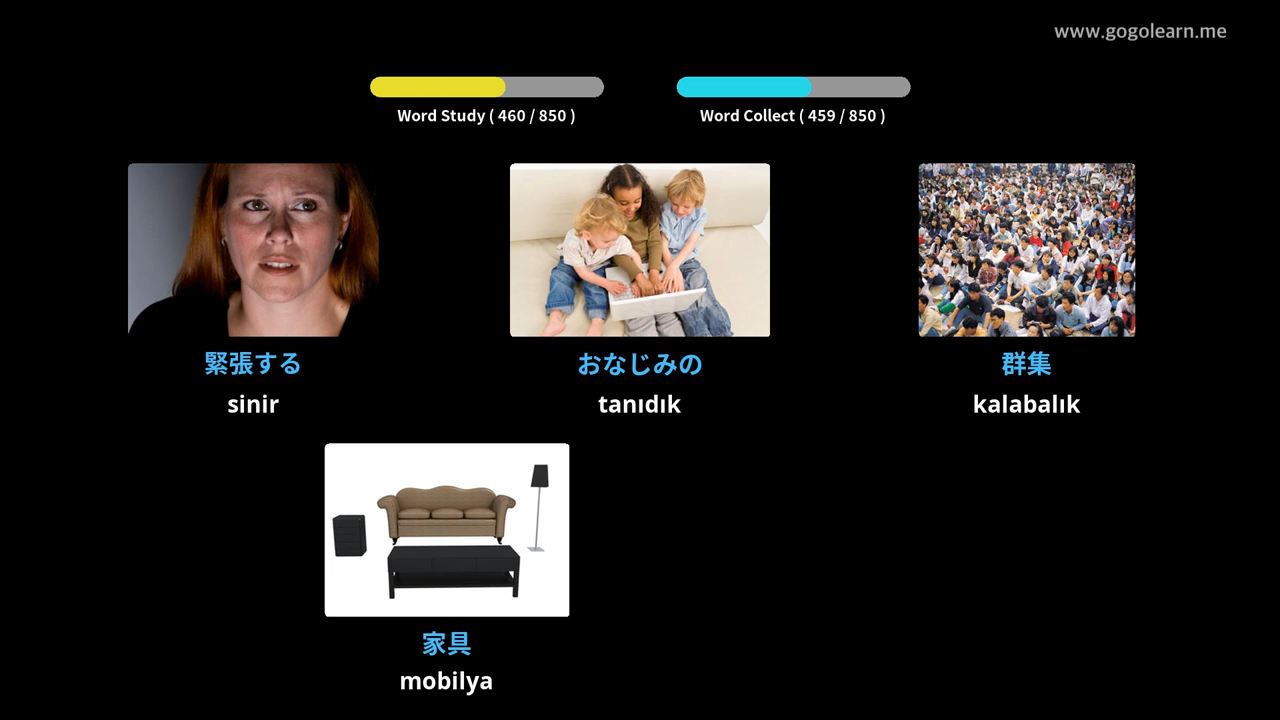 www.gogolearn.me
Word Study ( 460 / 850 )
Word Collect ( 459 / 850 )
緊張する
sinir
おなじみの
tanıdık
群集
kalabalık
家具
mobilya